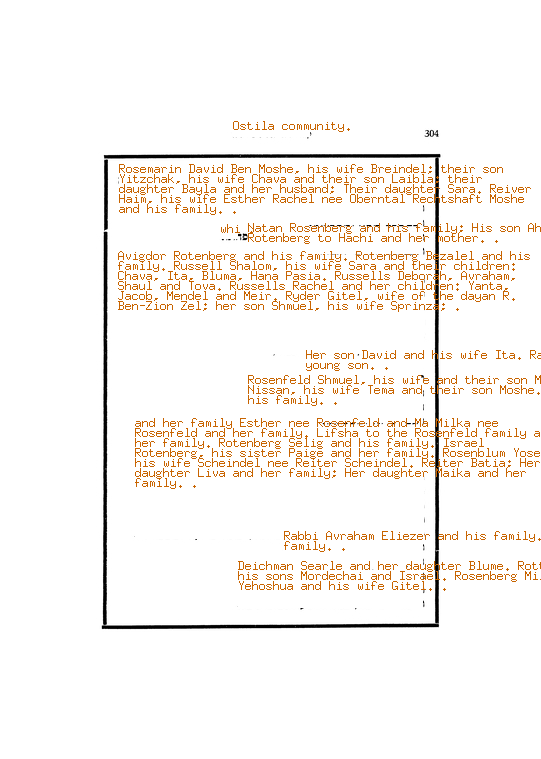 Ostila community.
304
Rosemarin David Ben Moshe, his wife Breindel; their son
Yitzchak, his wife Chava and their son Laibla; their
daughter Bayla and her husband; Their daughter Sara. Reiver
Haim, his wife Esther Rachel nee Oberntal Rechtshaft Moshe
and his family. .
whi Natan Rosenberg and his family; His son Ah
Rotenberg to Hachi and her mother. .
Avigdor Rotenberg and his family. Rotenberg Bezalel and his
family. Russell Shalom, his wife Sara and their children:
Chava, Ita, Bluma, Hana Pasia. Russells Deborah, Avraham,
Shaul and Tova. Russells Rachel and her children: Yanta,
Jacob, Mendel and Meir. Ryder Gitel, wife of the dayan R.
Ben-Zion Zel; her son Shmuel, his wife Sprinza; .
Her son David and his wife Ita. Ra
young son. .
Rosenfeld Shmuel, his wife and their son M
Nissan, his wife Tema and their son Moshe.
his family. .
and her family Esther nee Rosenfeld and Ma Milka nee
Rosenfeld and her family, Lifsha to the Rosenfeld family a
her family. Rotenberg Selig and his family. Israel
Rotenberg, his sister Paige and her family. Rosenblum Yose
his wife Scheindel nee Reiter Scheindel. Reiter Batia; Her
daughter Liva and her family; Her daughter Maika and her
family. .
Rabbi Avraham Eliezer and his family.
family. .
Deichman Searle and her daughter Blume. Rott
his sons Mordechai and Israel. Rosenberg Mi
Yehoshua and his wife Gitel. .